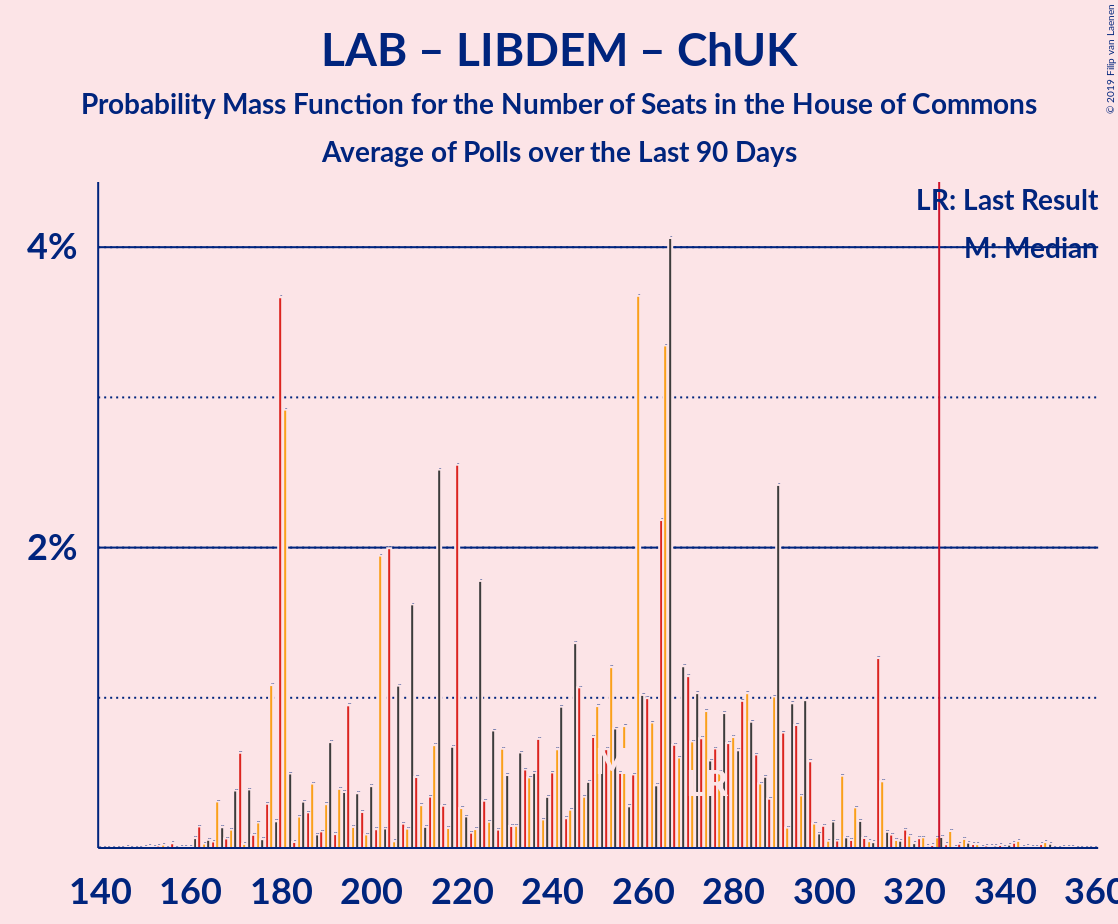 LAB – LIBDEM – ChUK
Probability Mass Function for the Number of Seats in the House of Commons
Average of Polls over the Last 90 Days
© 2019 Filip van Laenen
LR: Last Result
M: Median
4%
2%
M
LR
140 160 180 200 220 240 260 280 300 320 340 360